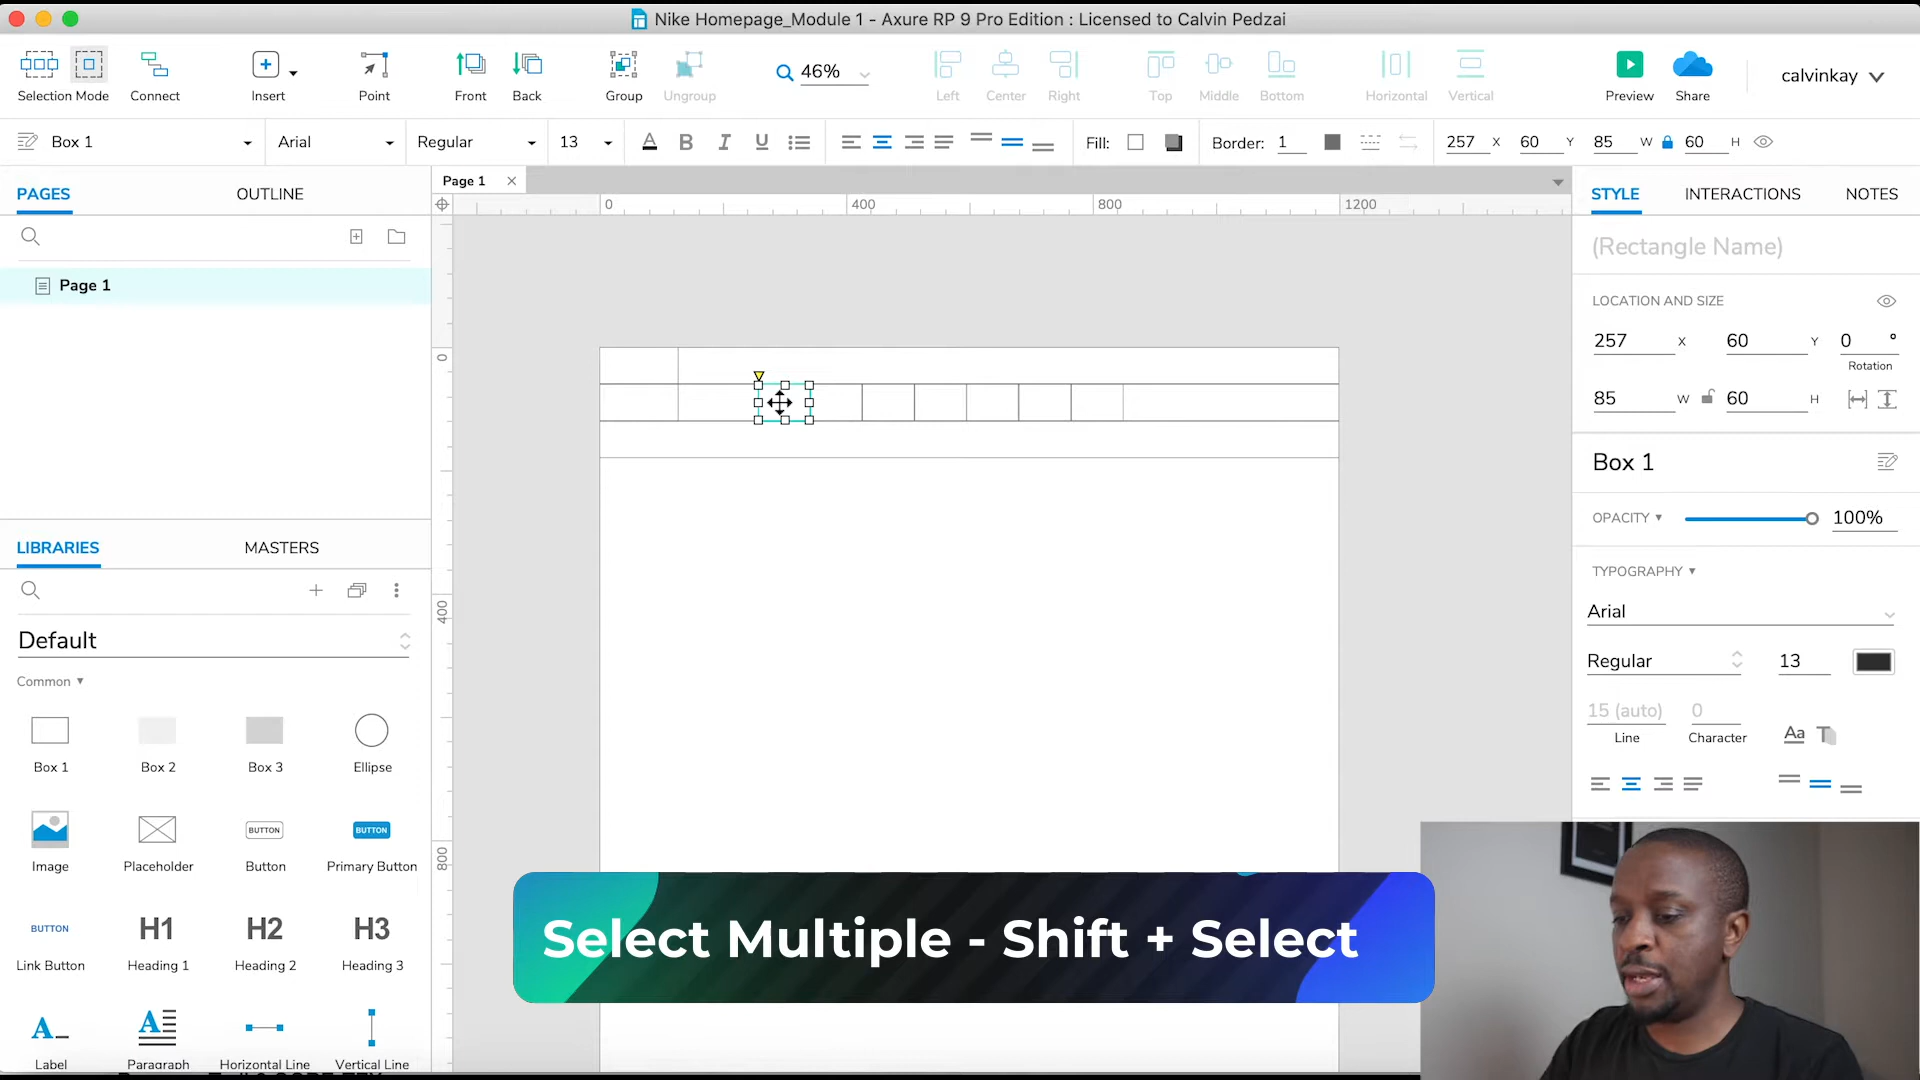 Nike Homepage_Module 1 - Axure RP 9 Pro Edition : Licensed to Calvin Pedzai
Selection Mode Connect Insert Point Front Back Group Ungroup 46% Left Center Right Top Middle Bottom Horizontal Vertical Preview Share calvinkay
Box 1 Arial Regular 13 A B I U Fill: Border: 1 257 X 60 Y 85 W 60 H
PAGES OUTLINE
Page 1
Page 1
0 400 800 1200
0
400
800
LIBRARIES MASTERS
Default
Common
Box 1 Box 2 Box 3 Ellipse
BUTTON BUTTON
Image Placeholder Button Primary Button
BUTTON H1 H2 H3
Link Button Heading 1 Heading 2 Heading 3
A A
Label Paragraph Horizontal Line Vertical Line
Select Multiple - Shift + Select
STYLE INTERACTIONS NOTES
(Rectangle Name)
LOCATION AND SIZE
257 X 60 Y 0 °
Rotation
85 W 60 H
Box 1
OPACITY 100%
TYPOGRAPHY
Arial
Regular 13
15 (auto) 0
Line Character Aa T